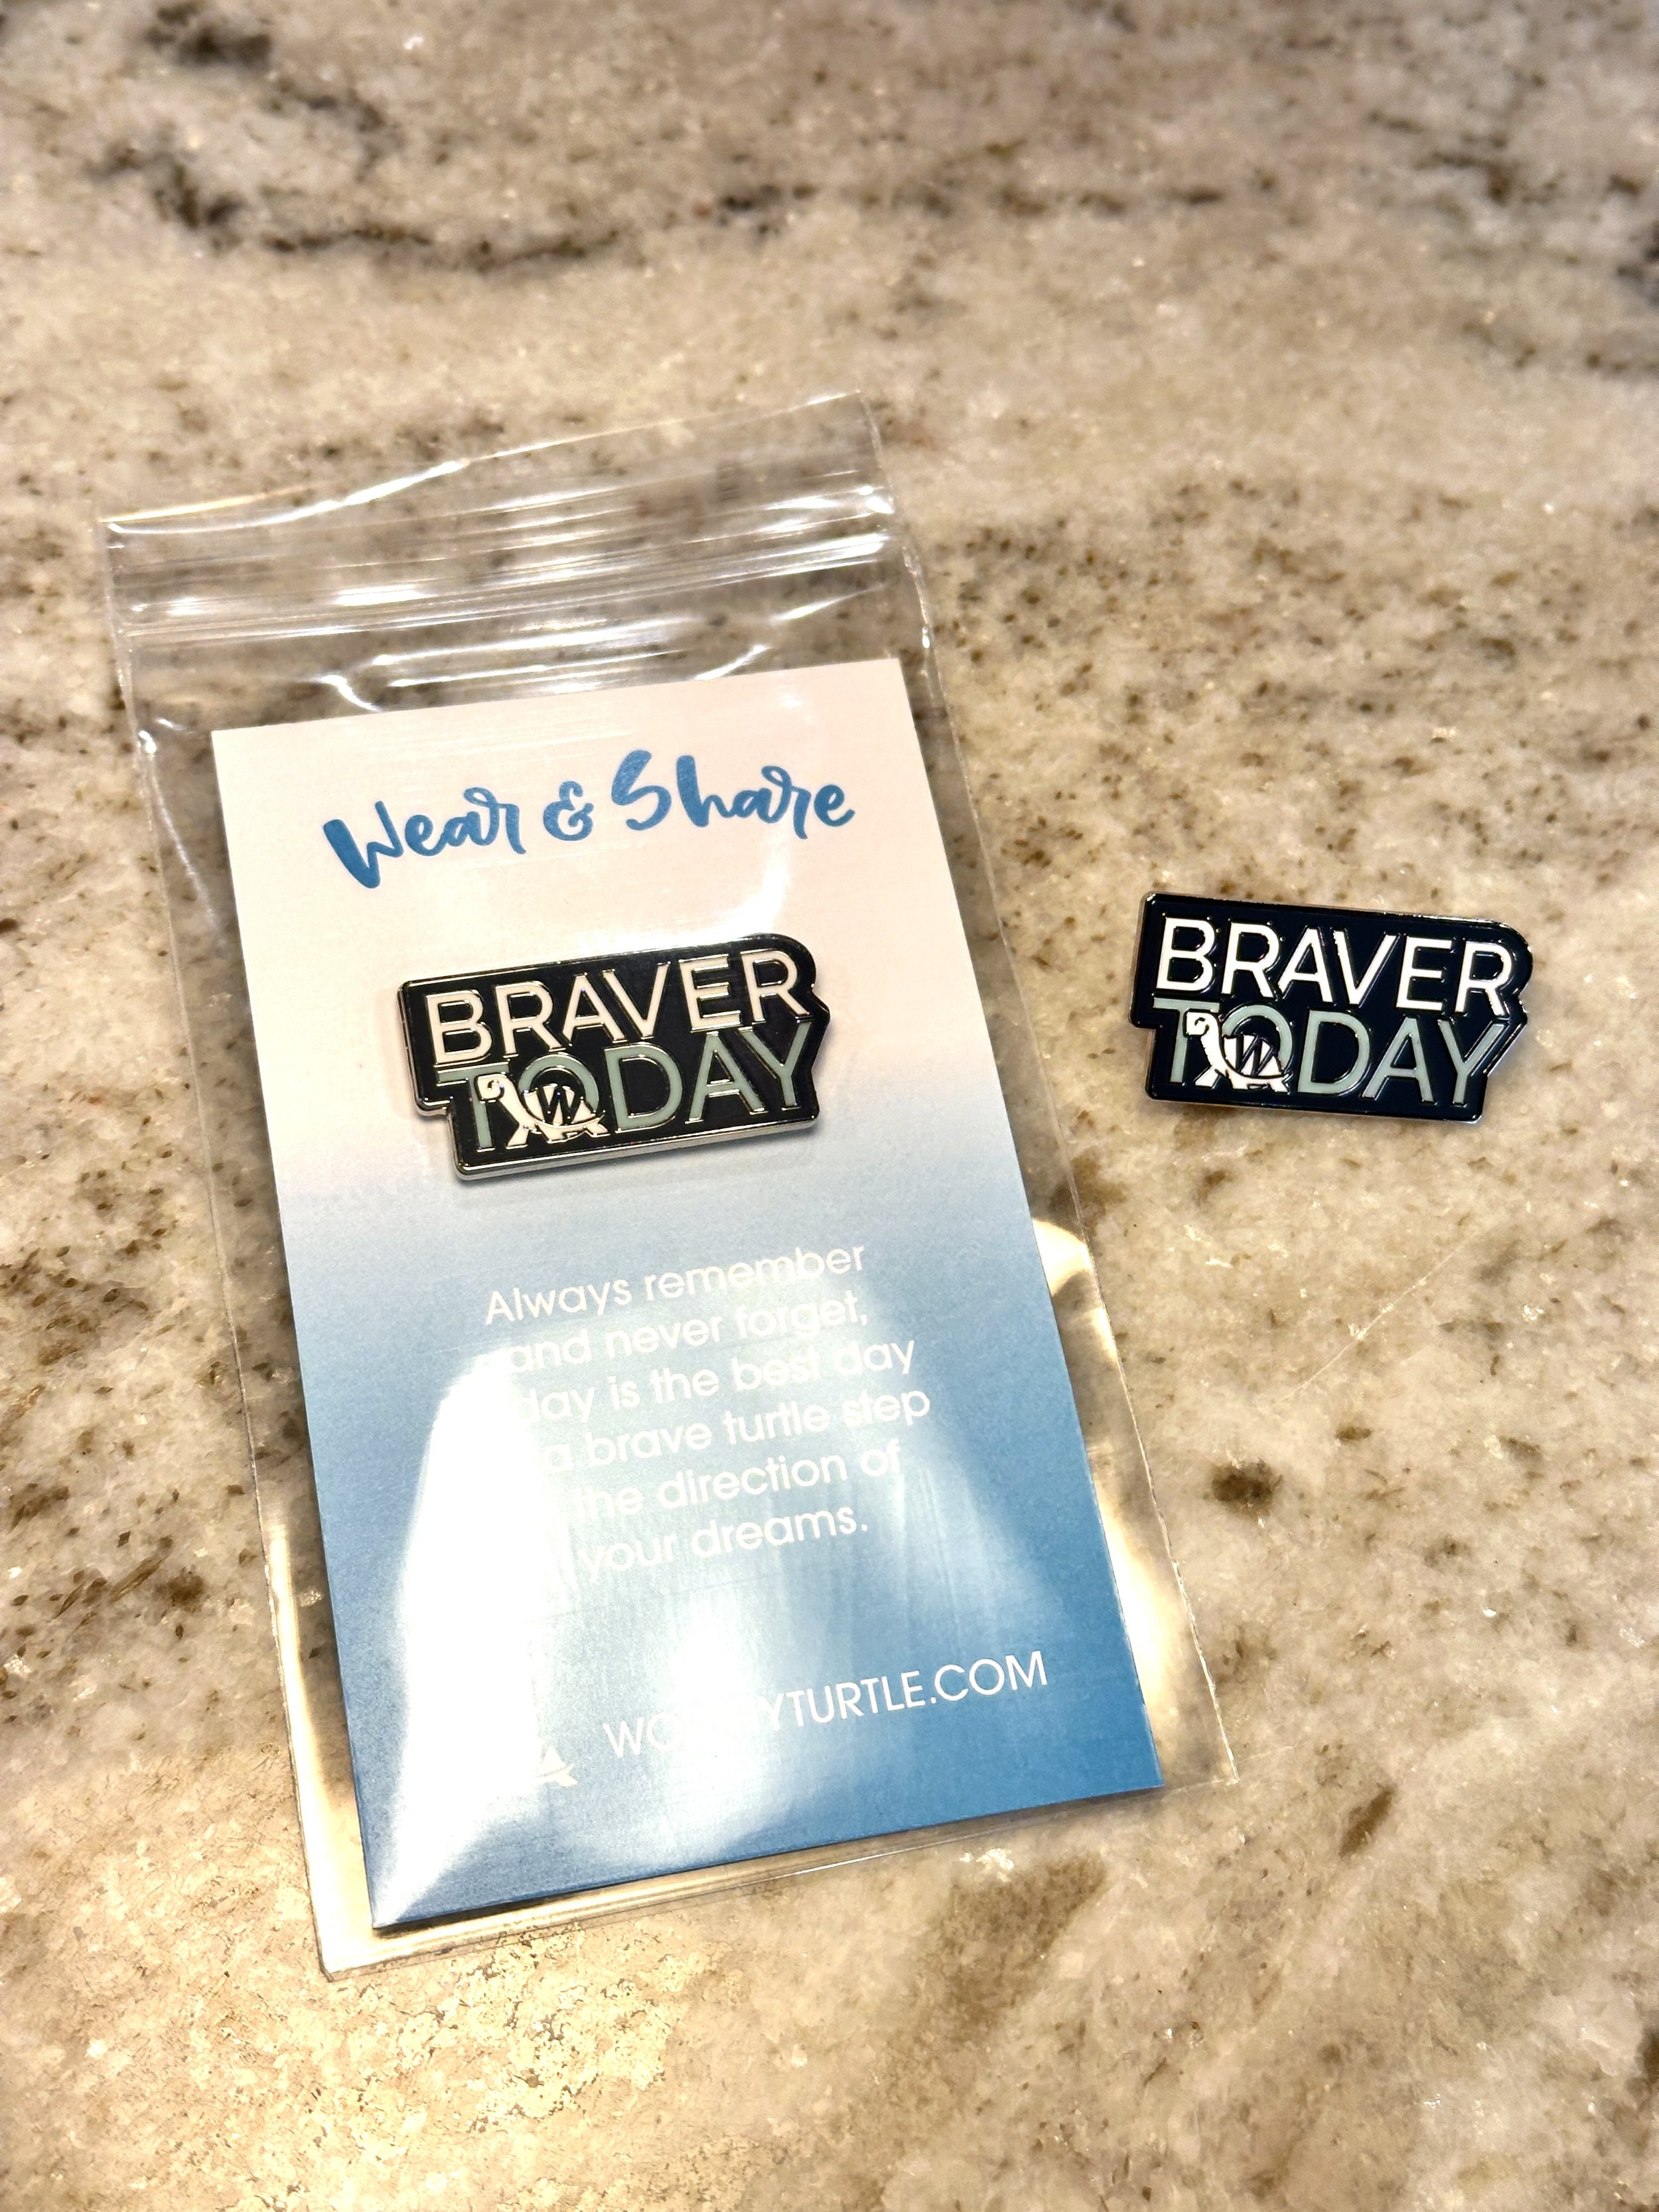 Wear & Share
BRAVER
TODAY
W
Always remember
and never forget,
day is the best day
a brave turtle step
the direction of
your dreams.
YTURTLE.COM
BRAVER
TODAY
W